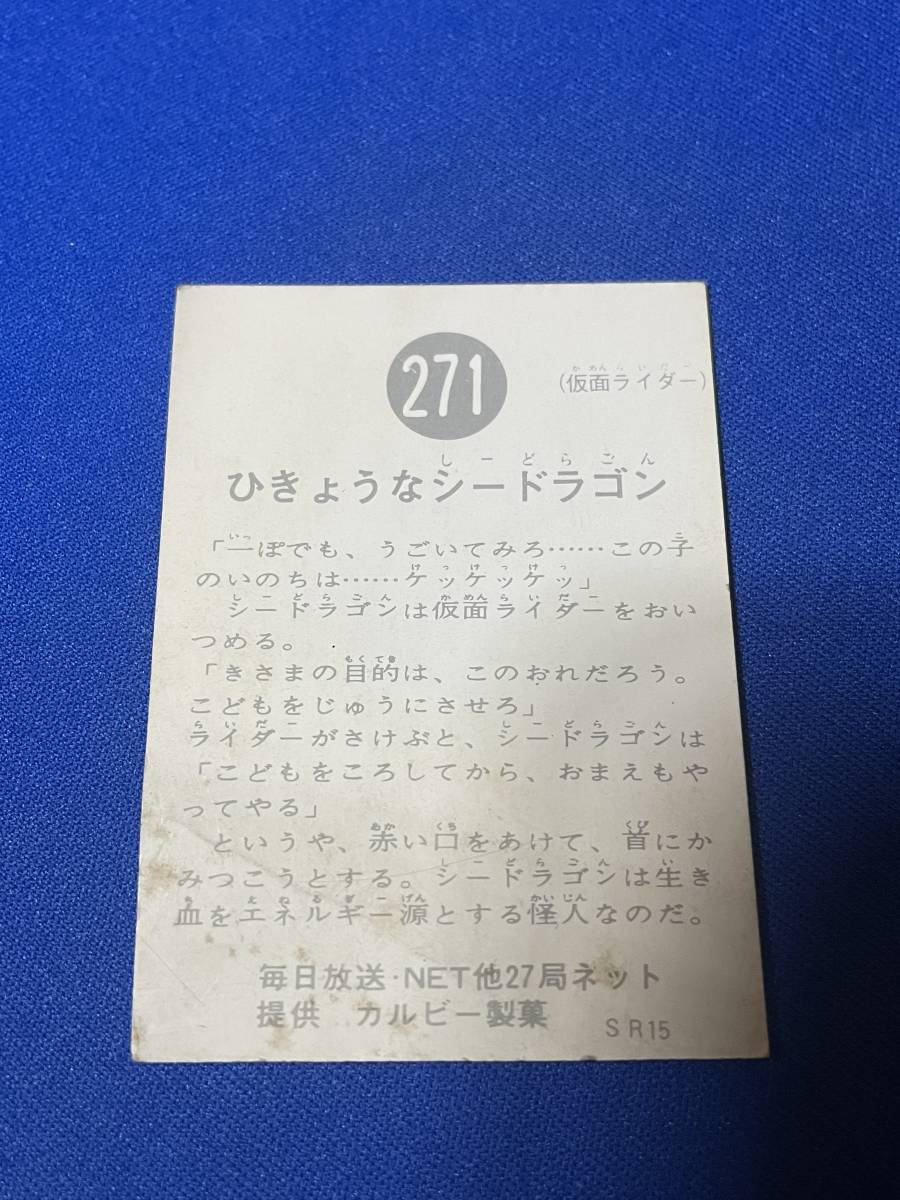 271
(仮面ライダー)
ひきょうなシードラゴン
「一ぽでも、うごいてみろ……この子
のいのちは……ケッケッケッ」
シードラゴンは仮面ライダーをおい
つめる。
「きさまの目的は、このおれだろう。
こどもをじゆうにさせろ」
ライダーがさけぶと、シードラゴンは
「こどもをころしてから、おまえもや
ってやる」
というや、赤い口をあけて、首にか
みつこうとする。シードラゴンは生き
血をエネルギー源とする怪人なのだ。
毎日放送・NET他27局ネット
提供 カルビー製菓
SR15